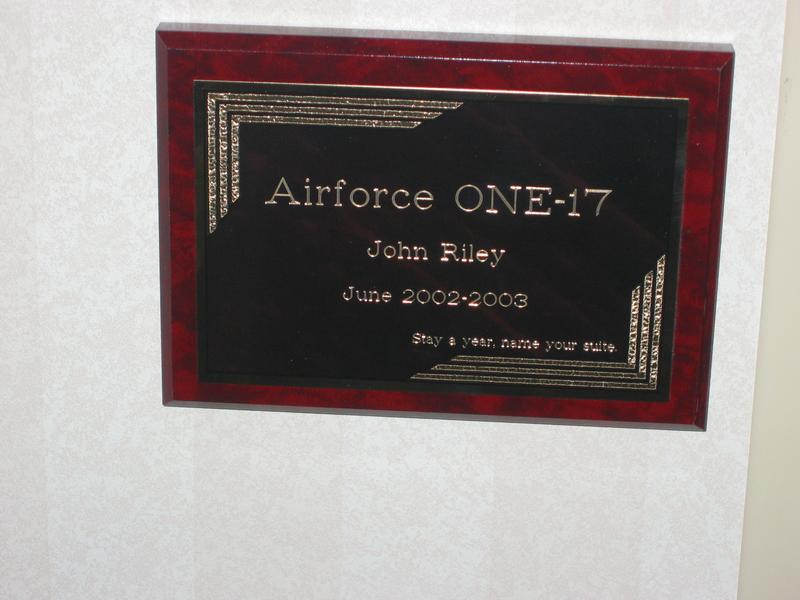 Airforce ONE-17
John Riley
June 2002-2003
Stay a year, name your suite.